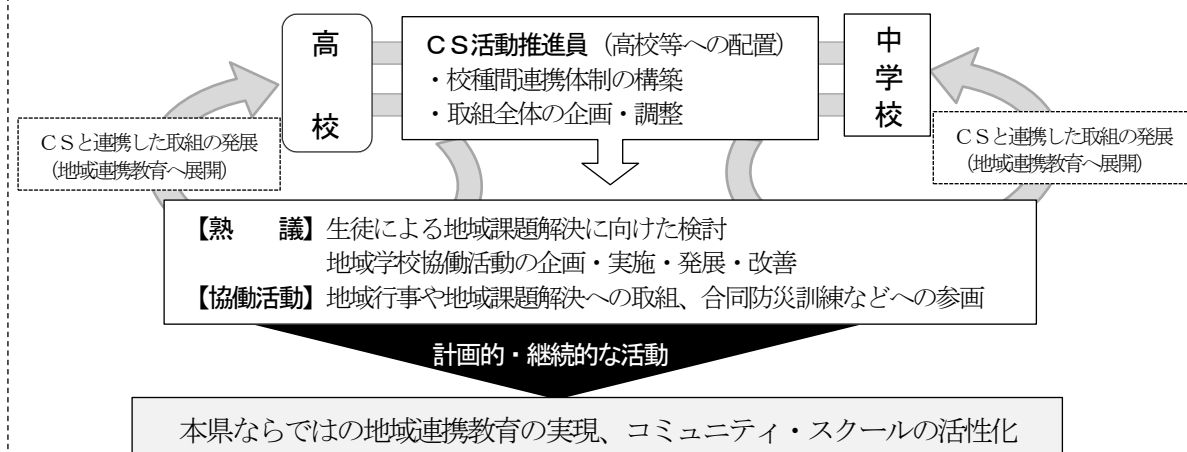 高校
ＣＳ活動推進員（高校等への配置）
・校種間連携体制の構築
・取組全体の企画・調整
中学校
ＣＳと連携した取組の発展
（地域連携教育へ展開）
ＣＳと連携した取組の発展
（地域連携教育へ展開）
【熟　　議】生徒による地域課題解決に向けた検討
地域学校協働活動の企画・実施・発展・改善
【協働活動】地域行事や地域課題解決への取組、合同防災訓練などへの参画
計画的・継続的な活動
本県ならではの地域連携教育の実現、コミュニティ・スクールの活性化